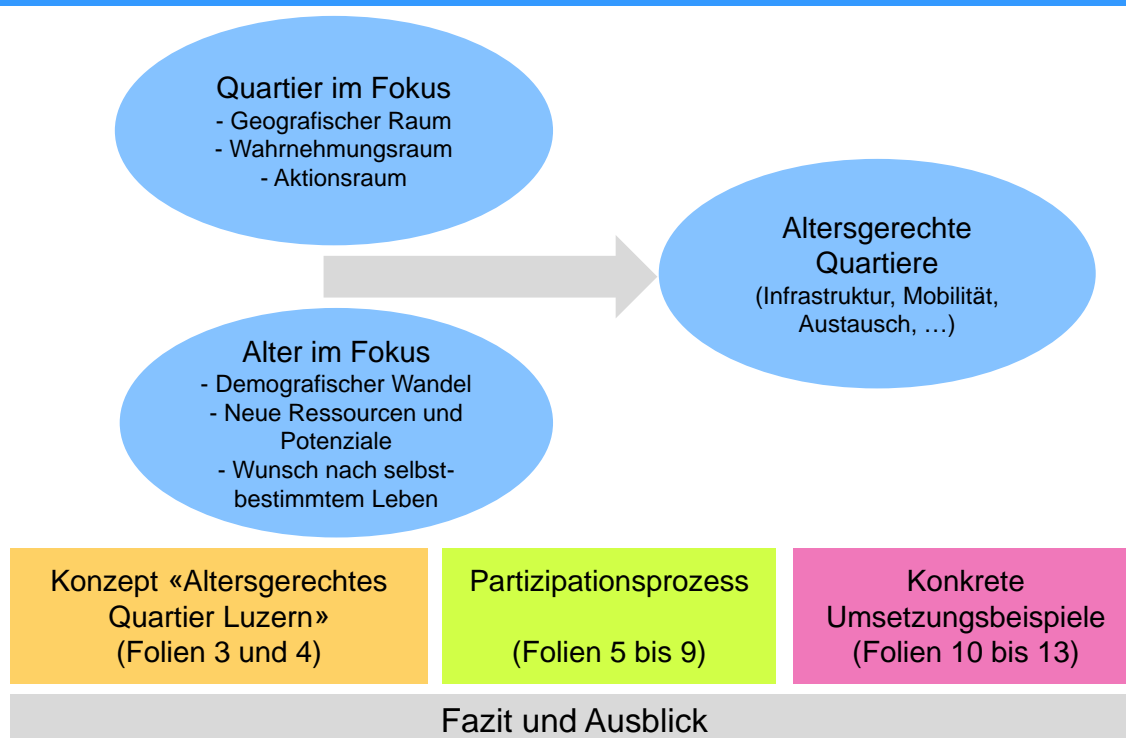 Quartier im Fokus
- Geografischer Raum
- Wahrnehmungsraum
- Aktionsraum
Altersgerechte
Quartiere
(Infrastruktur, Mobilität,
Austausch, …)
Alter im Fokus
- Demografischer Wandel
- Neue Ressourcen und
Potenziale
- Wunsch nach selbst-
bestimmtem Leben
Konzept «Altersgerechtes
Quartier Luzern»
(Folien 3 und 4)
Partizipationsprozess
(Folien 5 bis 9)
Konkrete
Umsetzungsbeispiele
(Folien 10 bis 13)
Fazit und Ausblick